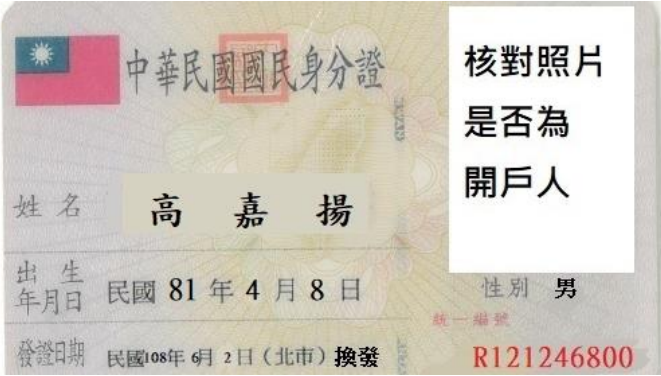 中華民國國民身分證
核對照片
是否為
開戶人
姓名 高嘉揚
出生年月日 民國 81 年 4 月 8 日
性別 男
統一編號
發證日期 民國108年 6月 2日(北市)換發
R121246800